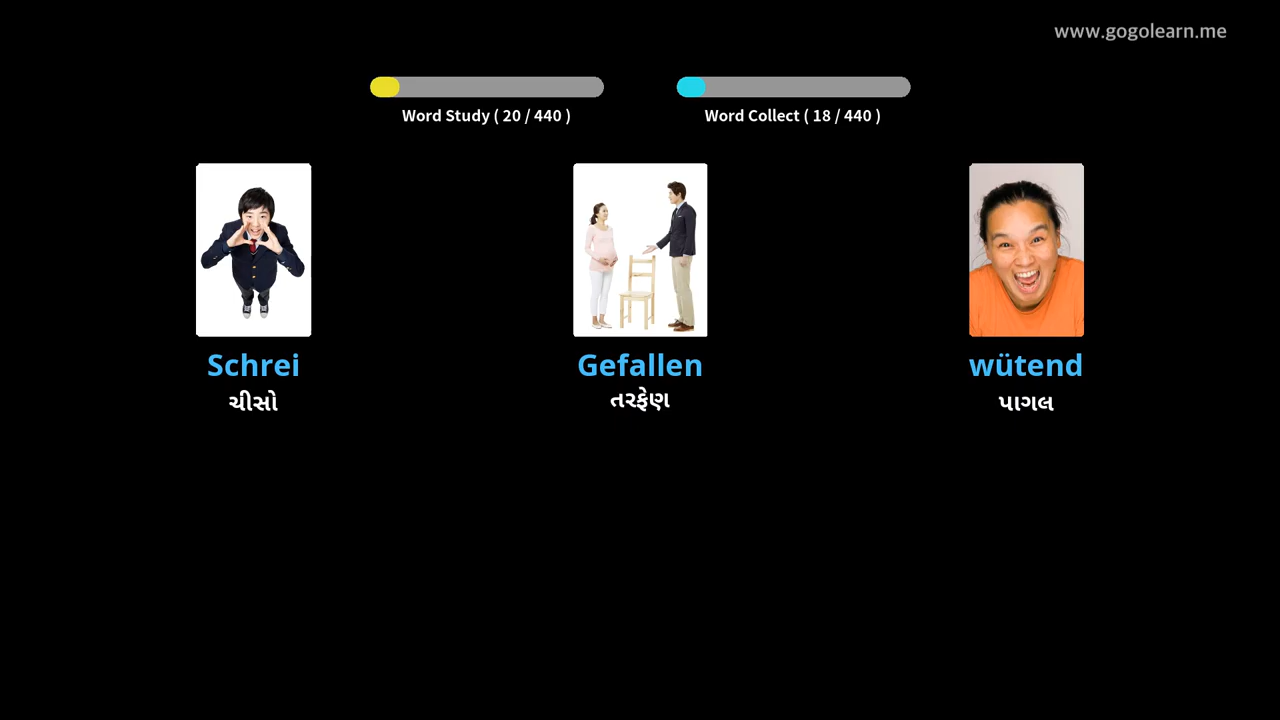 www.gogolearn.me
Word Study ( 20 / 440 )
Word Collect ( 18 / 440 )
Schrei
Gefallen
wütend
ચીસો
તરફેણ
પાગલ